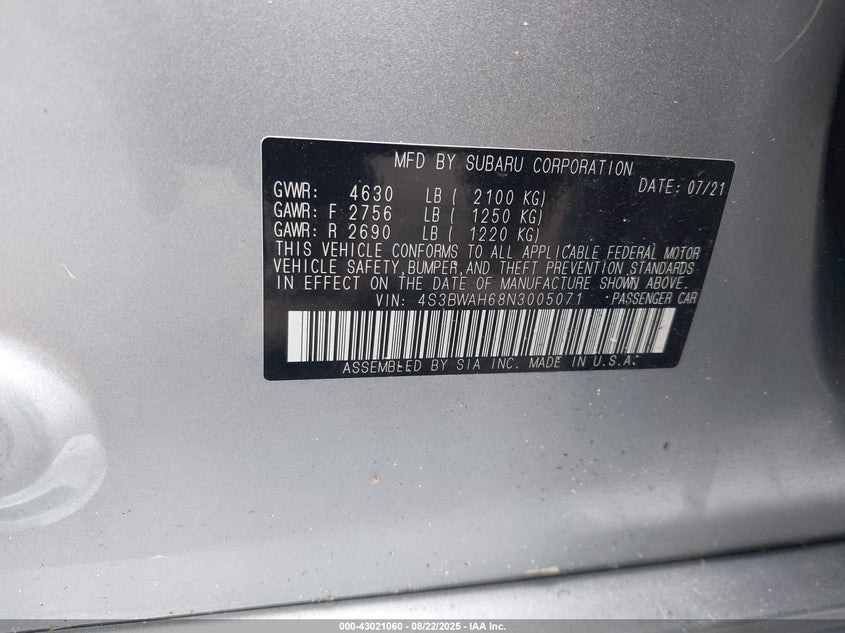 MFD BY SUBARU CORPORATION
DATE: 07/21
GVWR: 4630 LB ( 2100 KG)
GAWR: F 2756 LB ( 1250 KG)
GAWR: R 2690 LB ( 1220 KG)
THIS VEHICLE CONFORMS TO ALL APPLICABLE FEDERAL MOTOR
VEHICLE SAFETY, BUMPER, AND THEFT PREVENTION STANDARDS
IN EFFECT ON THE DATE OF MANUFACTURE SHOWN ABOVE.
VIN: 4S3BWAH68N3005071 PASSENGER CAR
ASSEMBLED BY SIA INC. MADE IN U.S.A.
000-43021060 - 08/22/2025 - IAA Inc.